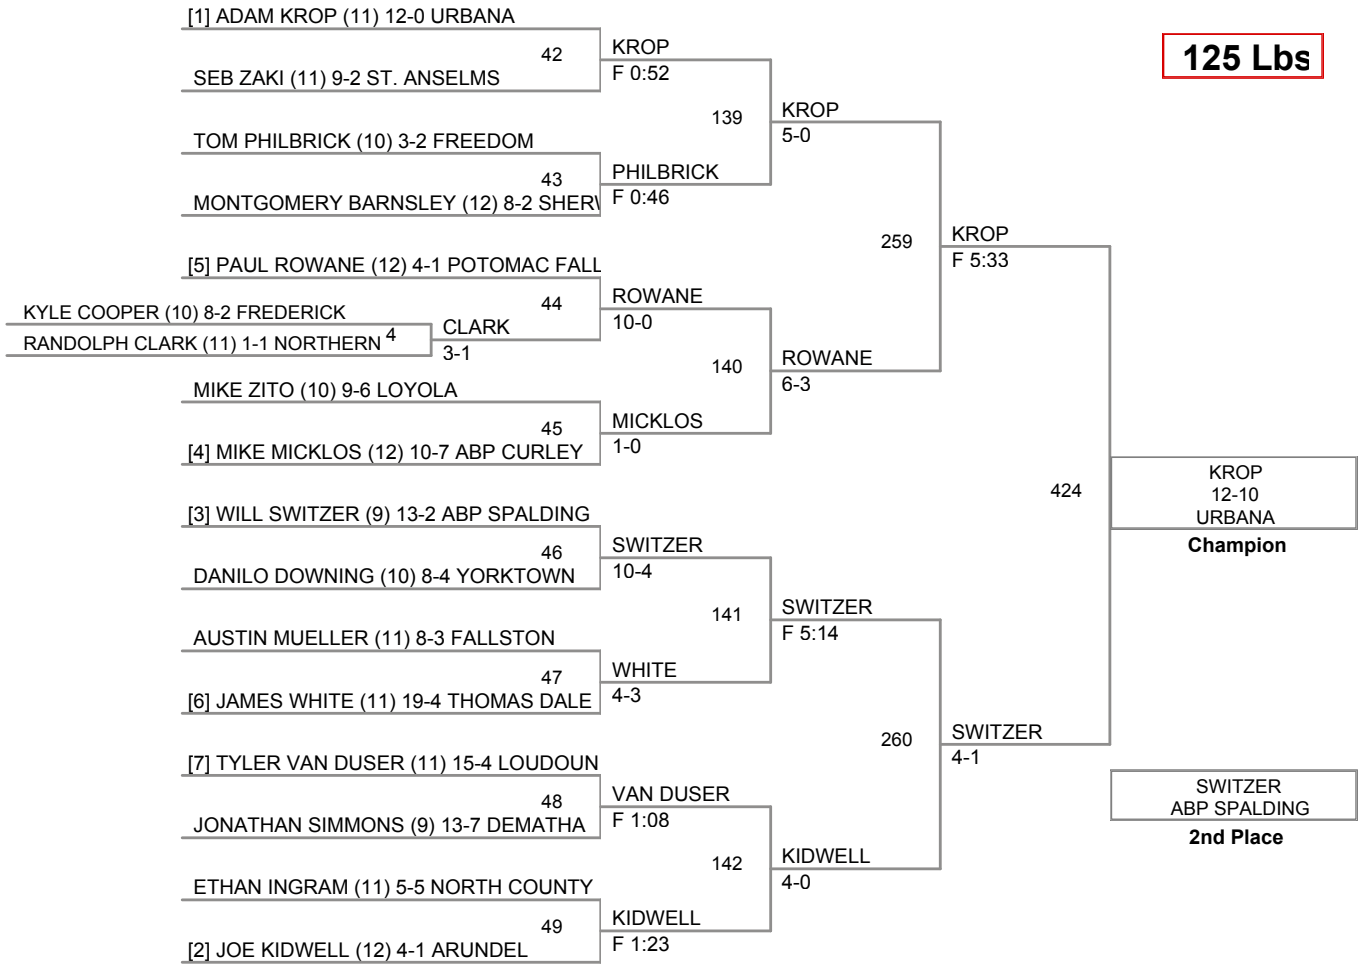 [1] ADAM KROP (11) 12-0 URBANA
42
SEB ZAKI (11) 9-2 ST. ANSELMS
KROP
F 0:52
125 Lbs
139
KROP
5-0
TOM PHILBRICK (10) 3-2 FREEDOM
43
MONTGOMERY BARNSLEY (12) 8-2
PHILBRICK
F 0:46
259
KROP
F 5:33
[5] PAUL ROWANE (12) 4-1 POTOMAC FALL
44
KYLE COOPER (10) 8-2 FREDERICK
RANDOLPH CLARK (11) 1-1 NORTHERN 4
CLARK
3-1
ROWANE
10-0
140
ROWANE
6-3
MIKE ZITO (10) 9-6 LOYOLA
45
[4] MIKE MICKLOS (12) 10-7 ABP CURLEY
MICKLOS
1-0
424
KROP
12-10
URBANA
Champion
[3] WILL SWITZER (9) 13-2 ABP SPALDING
46
DANILO DOWNING (10) 8-4 YORKTOWN
SWITZER
10-4
141
SWITZER
F 5:14
AUSTIN MUELLER (11) 8-3 FALLSTON
47
[6] JAMES WHITE (11) 19-4 THOMAS DALE
WHITE
4-3
260
SWITZER
4-1
[7] TYLER VAN DUSER (11) 15-4 LOUDOUN
48
JONATHAN SIMMONS (9) 13-7 DEMATHA
VAN DUSER
F 1:08
142
KIDWELL
4-0
SWITZER
ABP SPALDING
2nd Place
ETHAN INGRAM (11) 5-5 NORTH COUNTY
49
[2] JOE KIDWELL (12) 4-1 ARUNDEL
KIDWELL
F 1:23